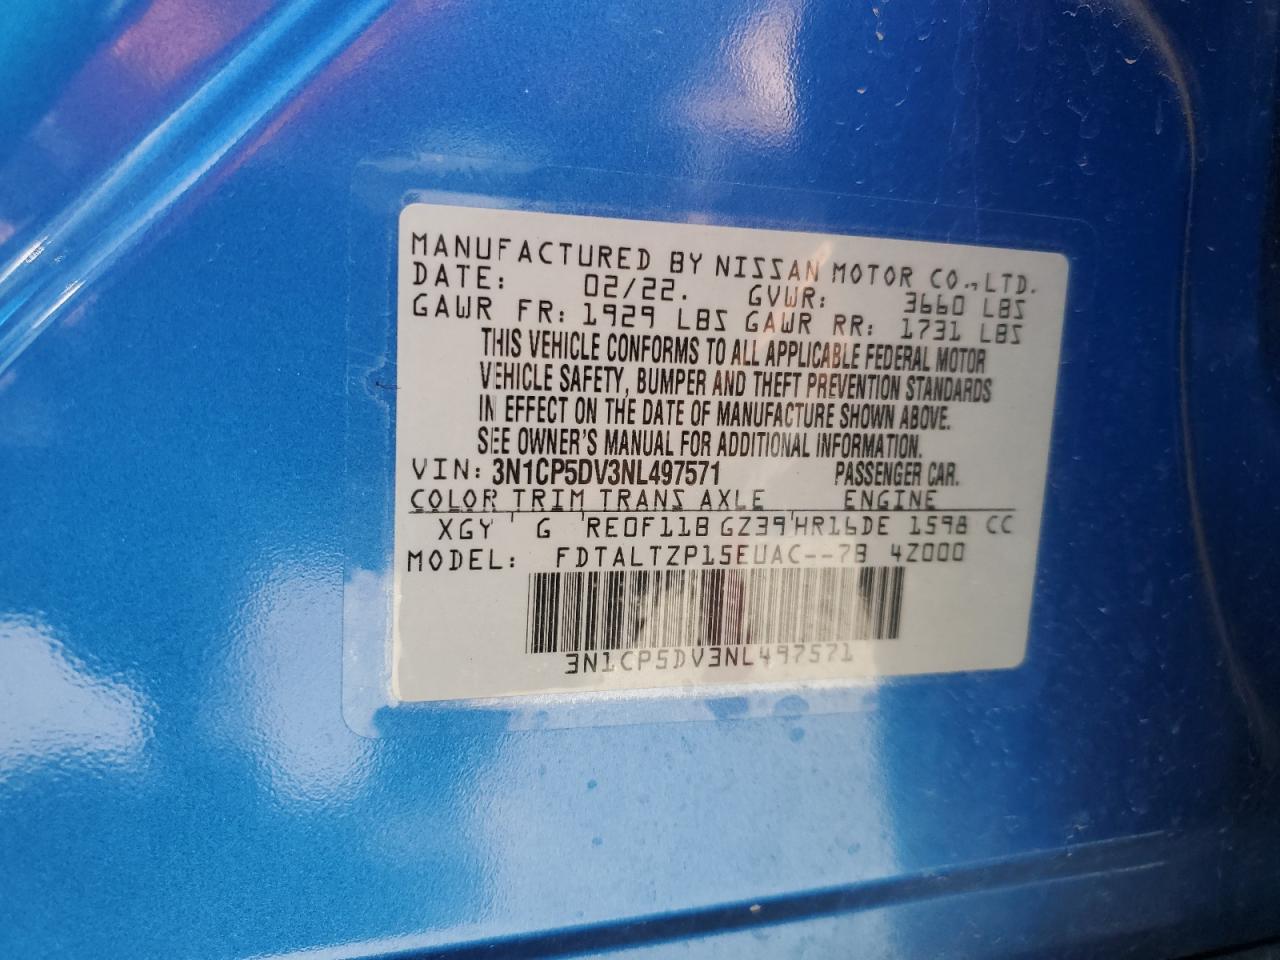 MANUFACTURED BY NISSAN MOTOR CO.,LTD.
DATE: 02/22. GVWR: 3660 LBS
GAWR FR: 1929 LBS GAWR RR: 1731 LBS
THIS VEHICLE CONFORMS TO ALL APPLICABLE FEDERAL MOTOR
VEHICLE SAFETY, BUMPER AND THEFT PREVENTION STANDARDS
IN EFFECT ON THE DATE OF MANUFACTURE SHOWN ABOVE.
SEE OWNER'S MANUAL FOR ADDITIONAL INFORMATION.
VIN: 3N1CP5DV3NL497571 PASSENGER CAR.
COLOR TRIM TRANS AXLE ENGINE
XGY G RE0F11B GZ39 HR16DE 1598 CC
MODEL: FDTALTZP15EUAC--7B 4Z000
3N1CP5DV3NL497571